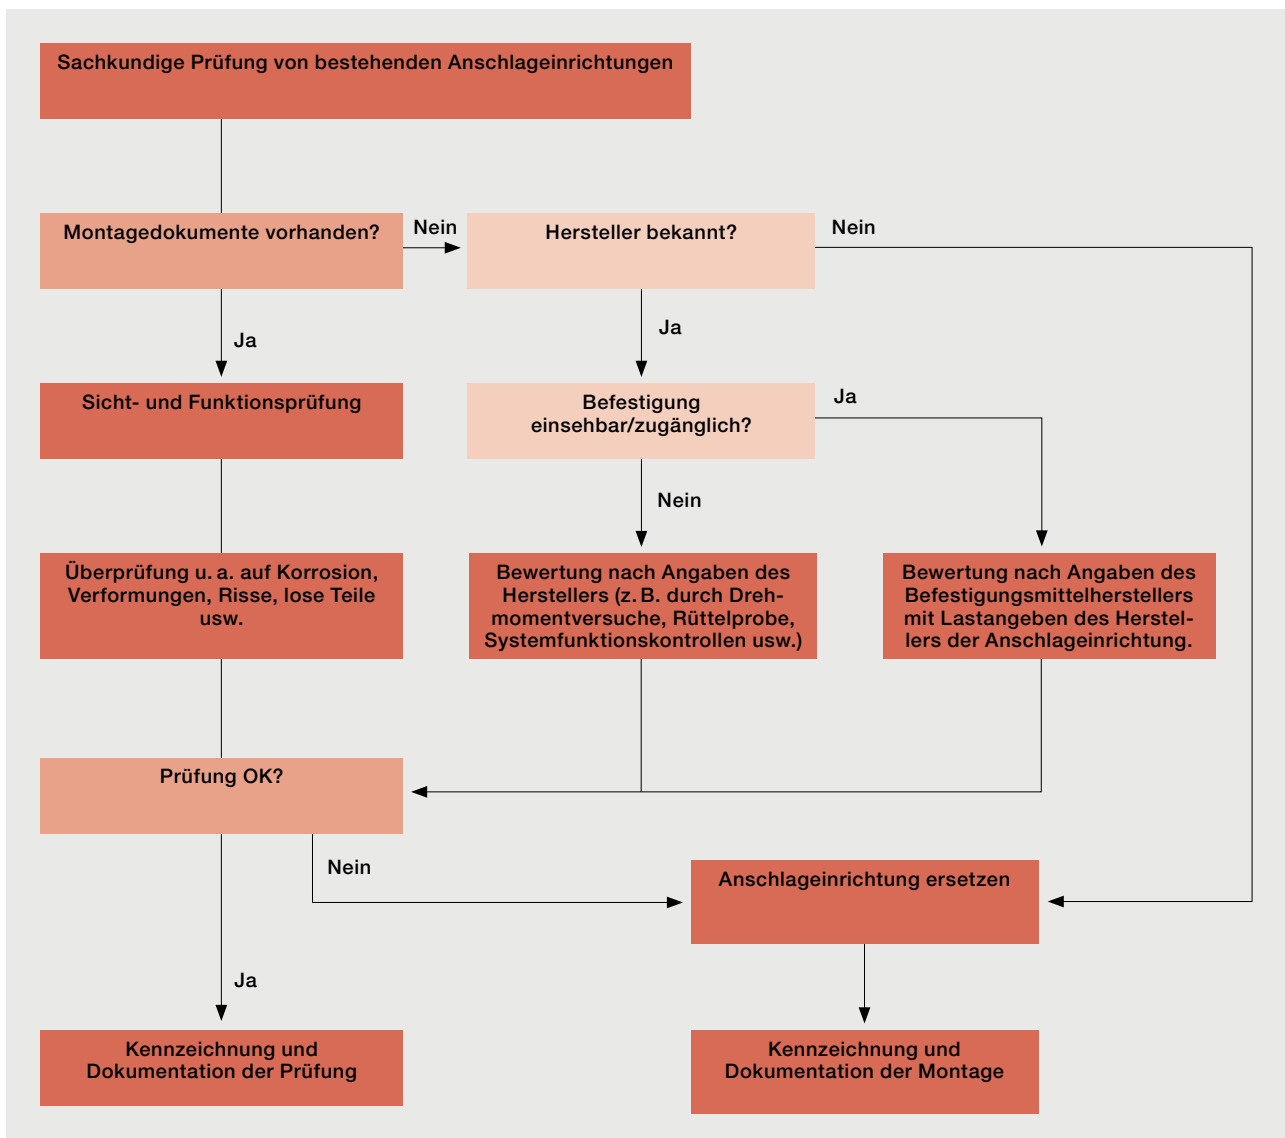 Sachkundige Prüfung von bestehenden Anschlageinrichtungen
Montagedokumente vorhanden?
Nein
Hersteller bekannt?
Nein
Ja
Ja
Sicht- und Funktionsprüfung
Befestigung
einsehbar/zugänglich?
Ja
Nein
Überprüfung u. a. auf Korrosion,
Verformungen, Risse, lose Teile
usw.
Bewertung nach Angaben des
Herstellers (z. B. durch Dreh-
momentversuche, Rüttelprobe,
Systemfunktionskontrollen usw.)
Bewertung nach Angaben des
Befestigungsmittelherstellers
mit Lastangeben des Herstel-
lers der Anschlageinrichtung.
Prüfung OK?
Nein
Anschlageinrichtung ersetzen
Ja
Kennzeichnung und
Dokumentation der Prüfung
Kennzeichnung und
Dokumentation der Montage